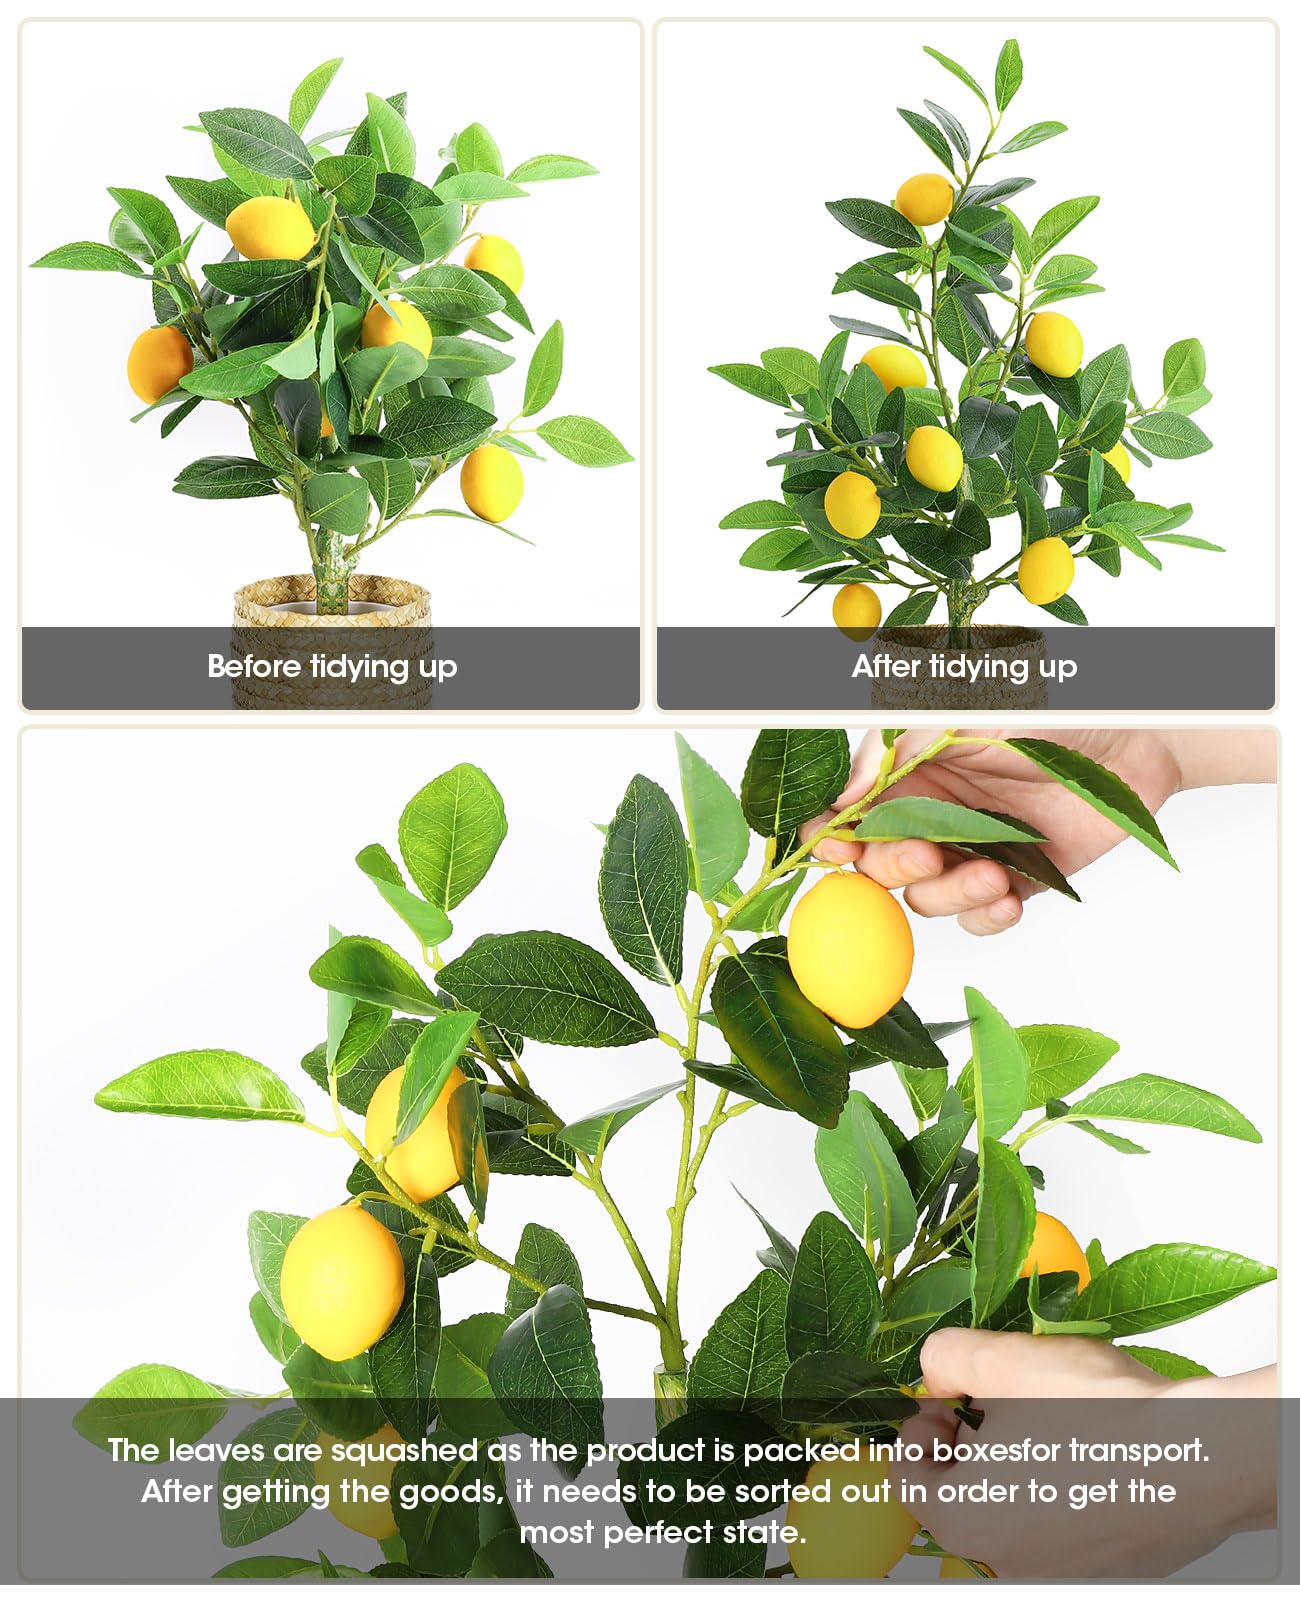 Before tidying up
After tidying up
The leaves are squashed as the product is packed into boxesfor transport.
After getting the goods, it needs to be sorted out in order to get the
most perfect state.